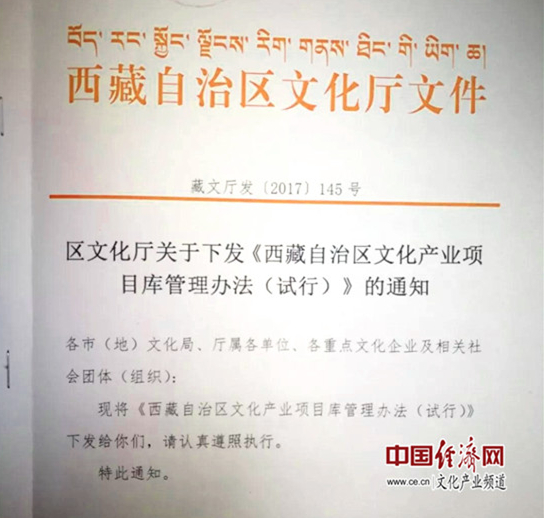 བོད་རང་སྐྱོང་ལྗོངས་རིག་གནས་ཐིང་གི་ཡིག་ཆ།
西藏自治区文化厅文件
藏文厅发〔2017〕145号
区文化厅关于下发《西藏自治区文化产业项
目库管理办法（试行）》的通知
各市（地）文化局、厅属各单位、各重点文化企业及相关社
会团体（组织）：
现将《西藏自治区文化产业项目库管理办法（试行）》
下发给你们，请认真遵照执行。
特此通知。
中国经济网
www.ce.cn 文化产业频道